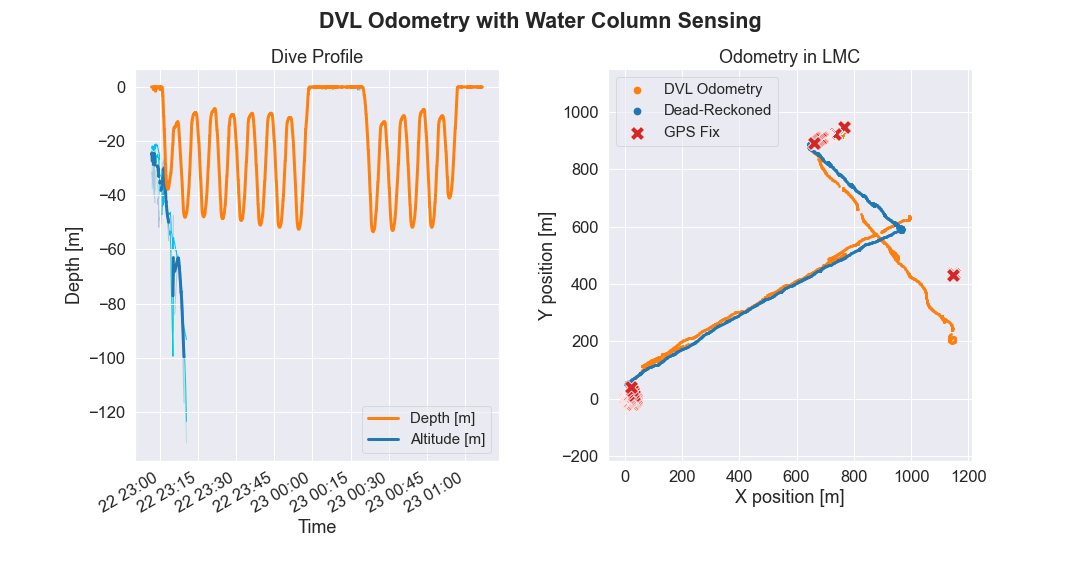 DVL Odometry with Water Column Sensing
Dive Profile
0
−20
−40
−60
−80
−100
−120
Depth [m]
Depth [m]
Altitude [m]
22 23:00
22 23:15
22 23:30
22 23:45
23 00:00
23 00:15
23 00:30
23 00:45
23 01:00
Time
Odometry in LMC
DVL Odometry
Dead-Reckoned
GPS Fix
1000
800
600
400
200
0
−200
Y position [m]
0
200
400
600
800
1000
1200
X position [m]